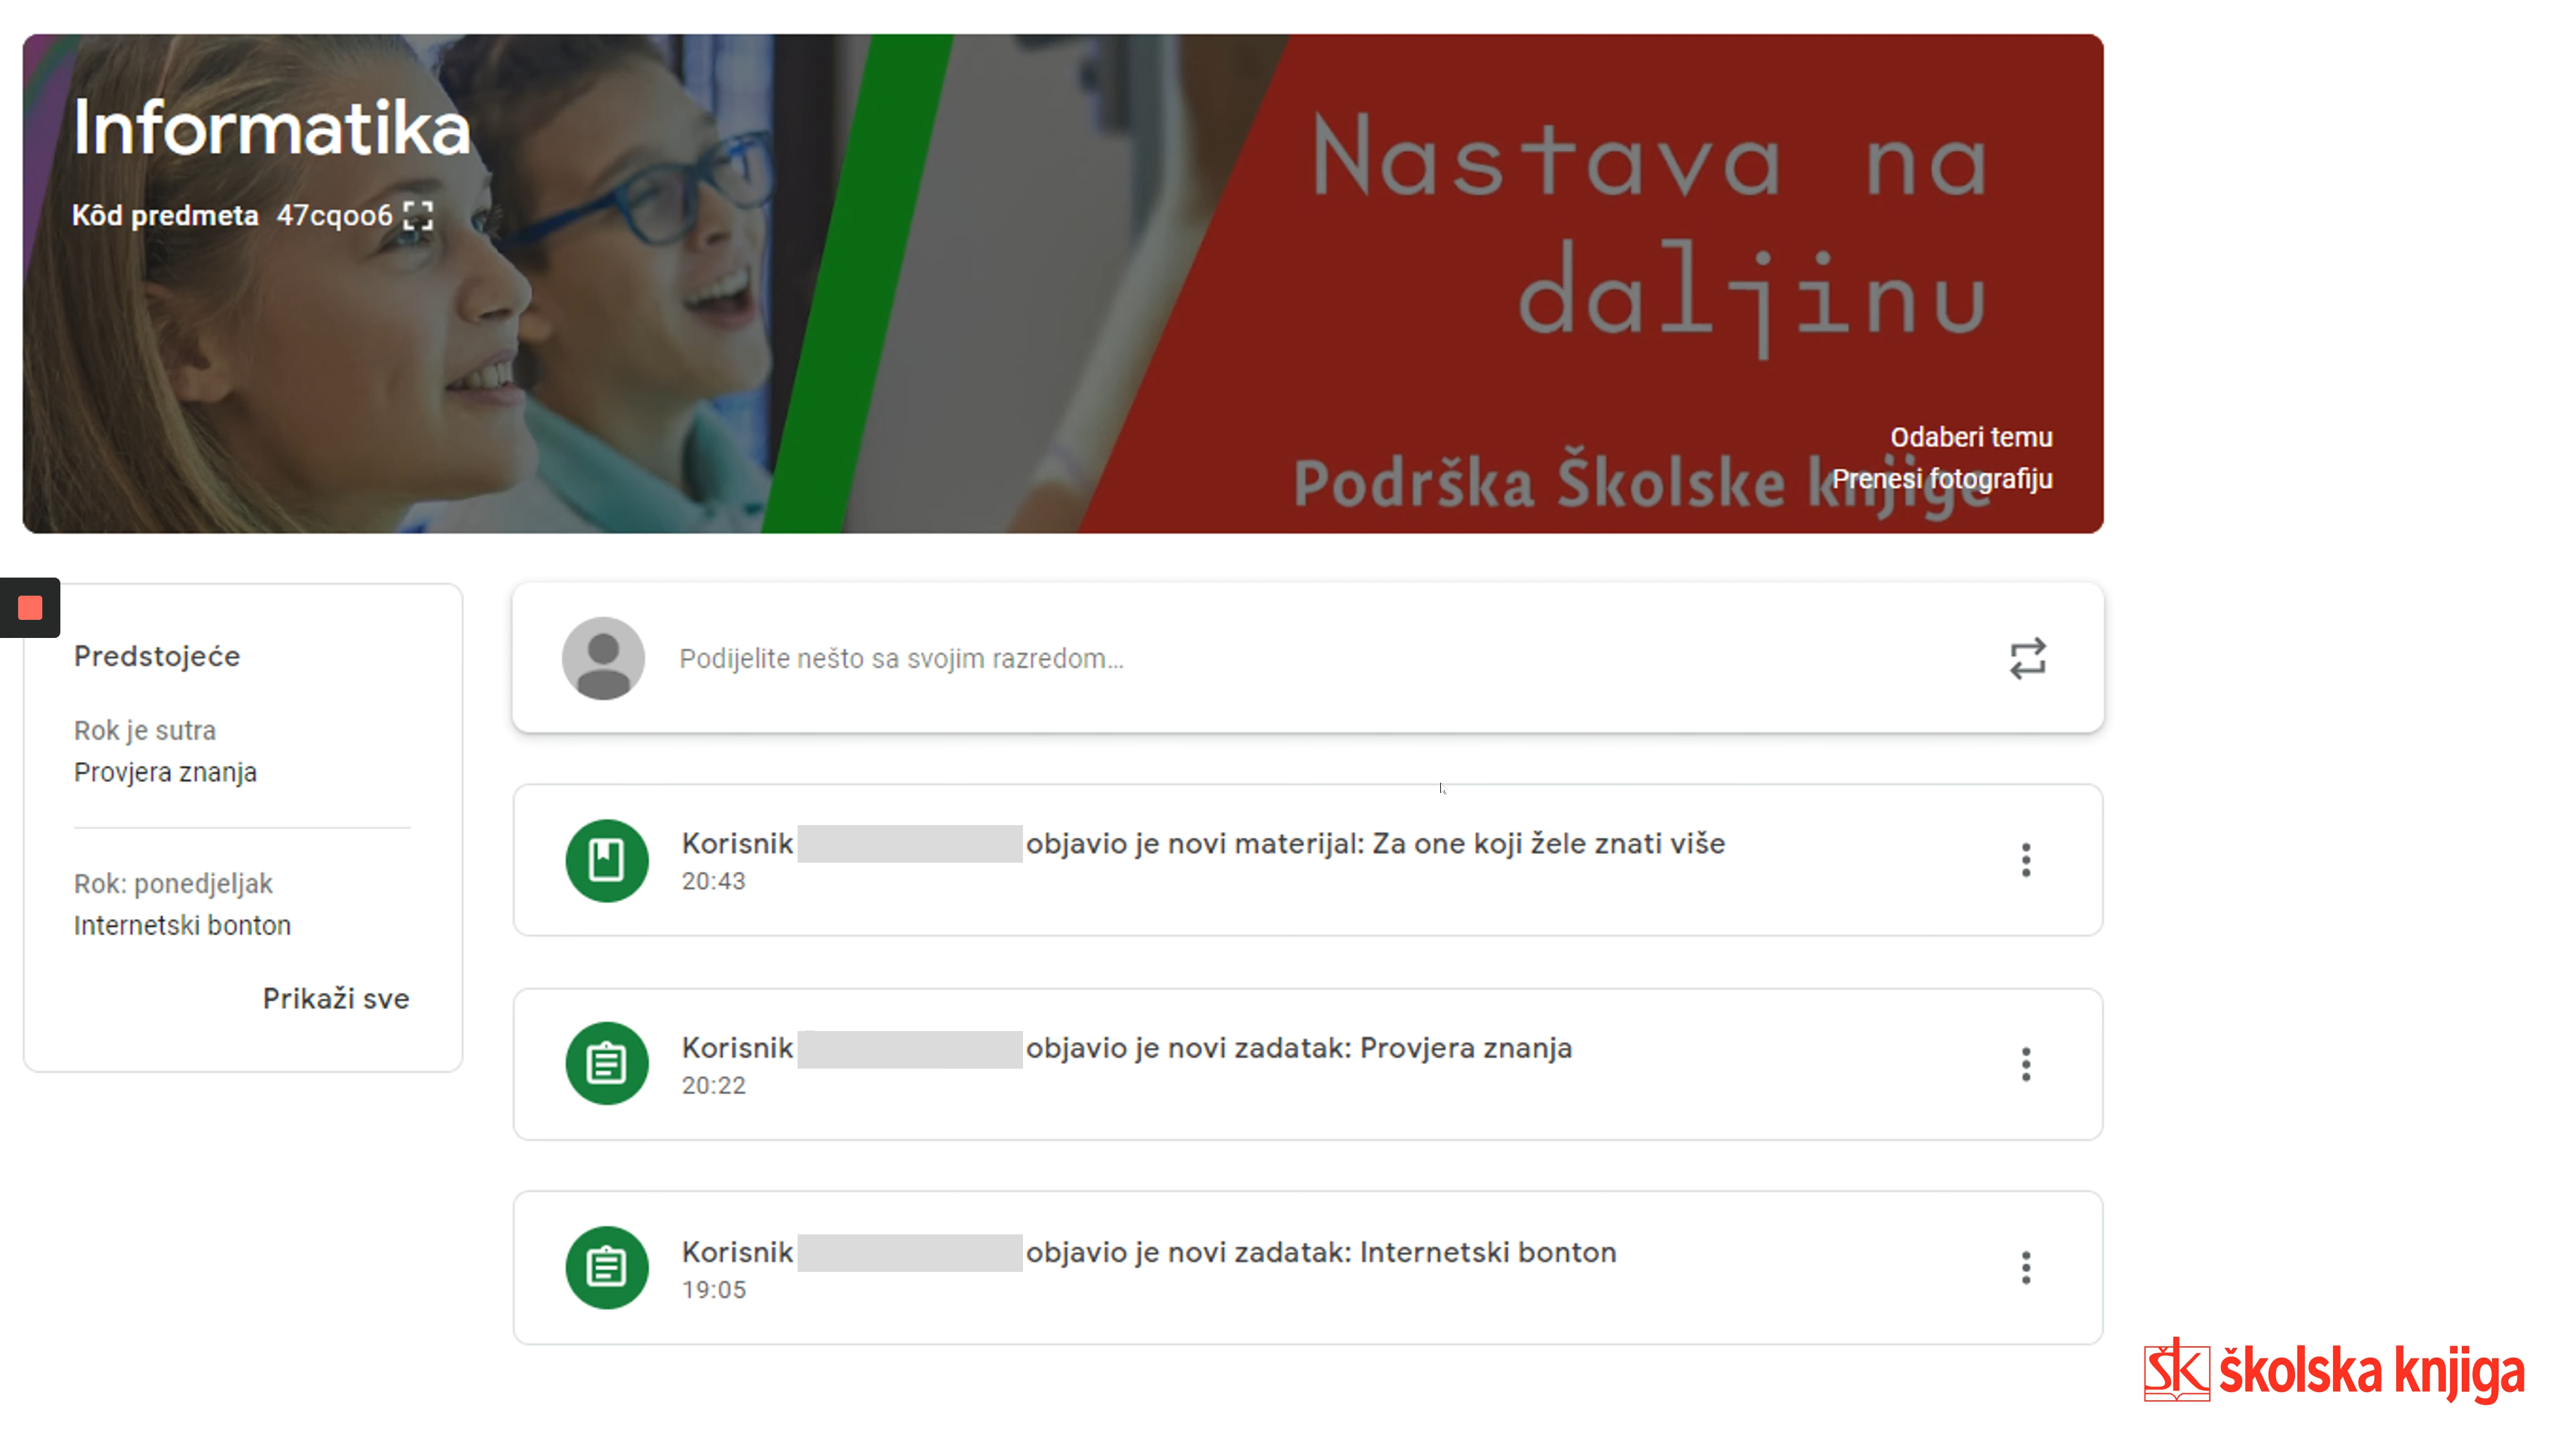 Informatika
Kôd predmeta 47cqoo6
Nastava na
daljinu
Podrška Školske knjige
Odaberi temu
Prenesi fotografiju
Predstojeće
Rok je sutra
Provjera znanja
Rok: ponedjeljak
Internetski bonton
Prikaži sve
Podijelite nešto sa svojim razredom...
Korisnik objavio je novi materijal: Za one koji žele znati više
20:43
Korisnik objavio je novi zadatak: Provjera znanja
20:22
Korisnik objavio je novi zadatak: Internetski bonton
19:05
ŠK školska knjiga